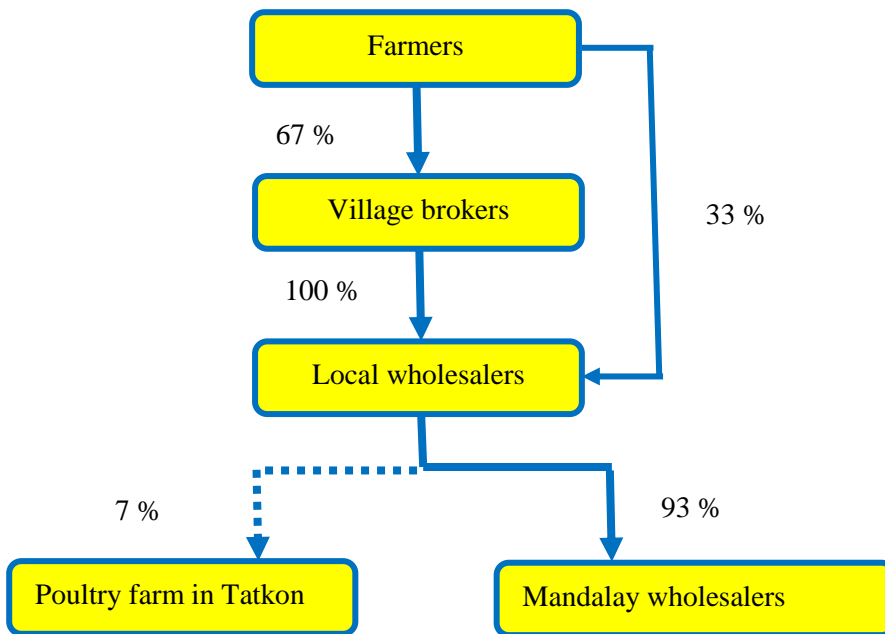 Farmers
67 %
Village brokers
33 %
100 %
Local wholesalers
7 %
93 %
Poultry farm in Tatkon
Mandalay wholesalers